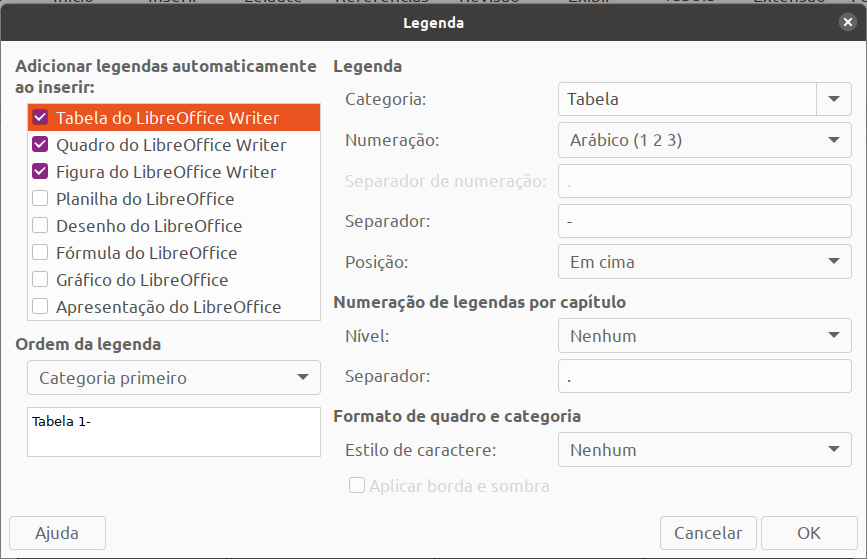 Legenda
Adicionar legendas automaticamente
ao inserir:
Tabela do LibreOffice Writer
Quadro do LibreOffice Writer
Figura do LibreOffice Writer
Planilha do LibreOffice
Desenho do LibreOffice
Fórmula do LibreOffice
Gráfico do LibreOffice
Apresentação do LibreOffice
Ordem da legenda
Categoria primeiro
Tabela 1-
Legenda
Categoria: Tabela
Numeração: Arábico (1 2 3)
Separador de numeração: .
Separador: -
Posição: Em cima
Numeração de legendas por capítulo
Nível: Nenhum
Separador: .
Formato de quadro e categoria
Estilo de caractere: Nenhum
Aplicar borda e sombra
Ajuda Cancelar OK